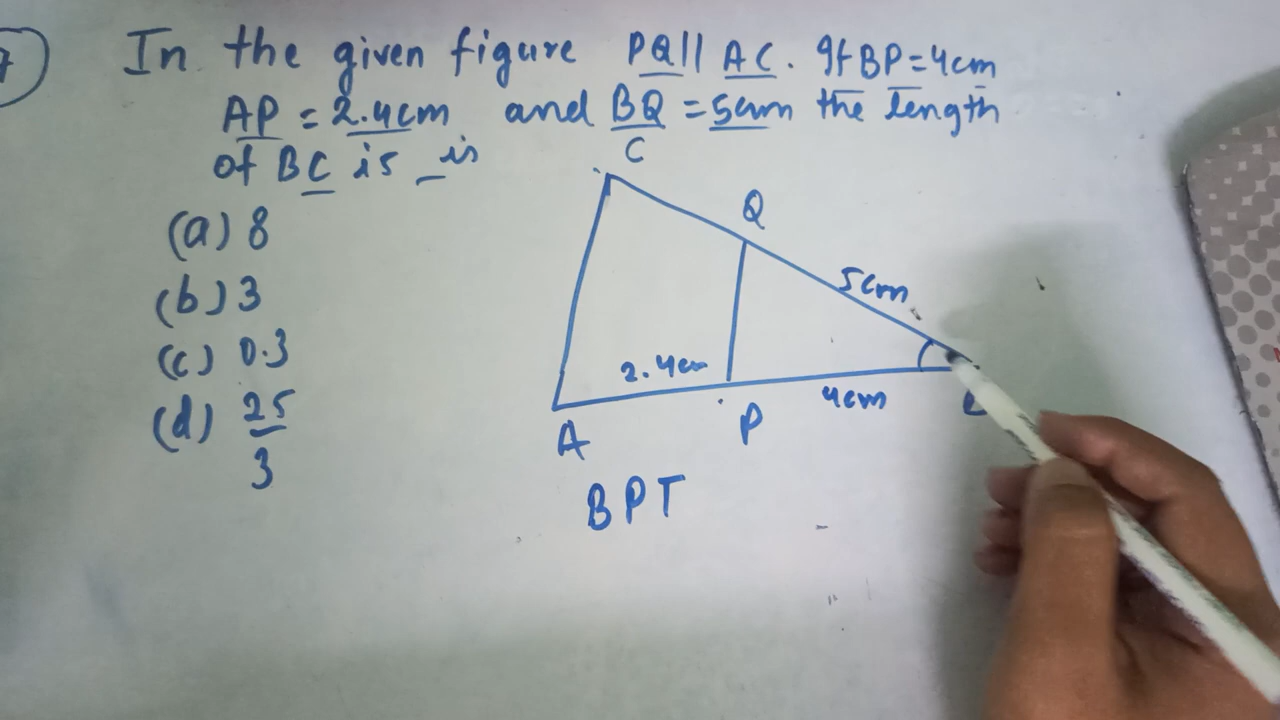 7
In the given figure PQ || AC. If BP = 4cm
AP = 2.4cm and BQ = 5cm the length
of BC is _ is
(a) 8
(b) 3
(c) 0.3
(d) 25/3
C
Q
5cm
2.4cm
4cm
A
P
BPT